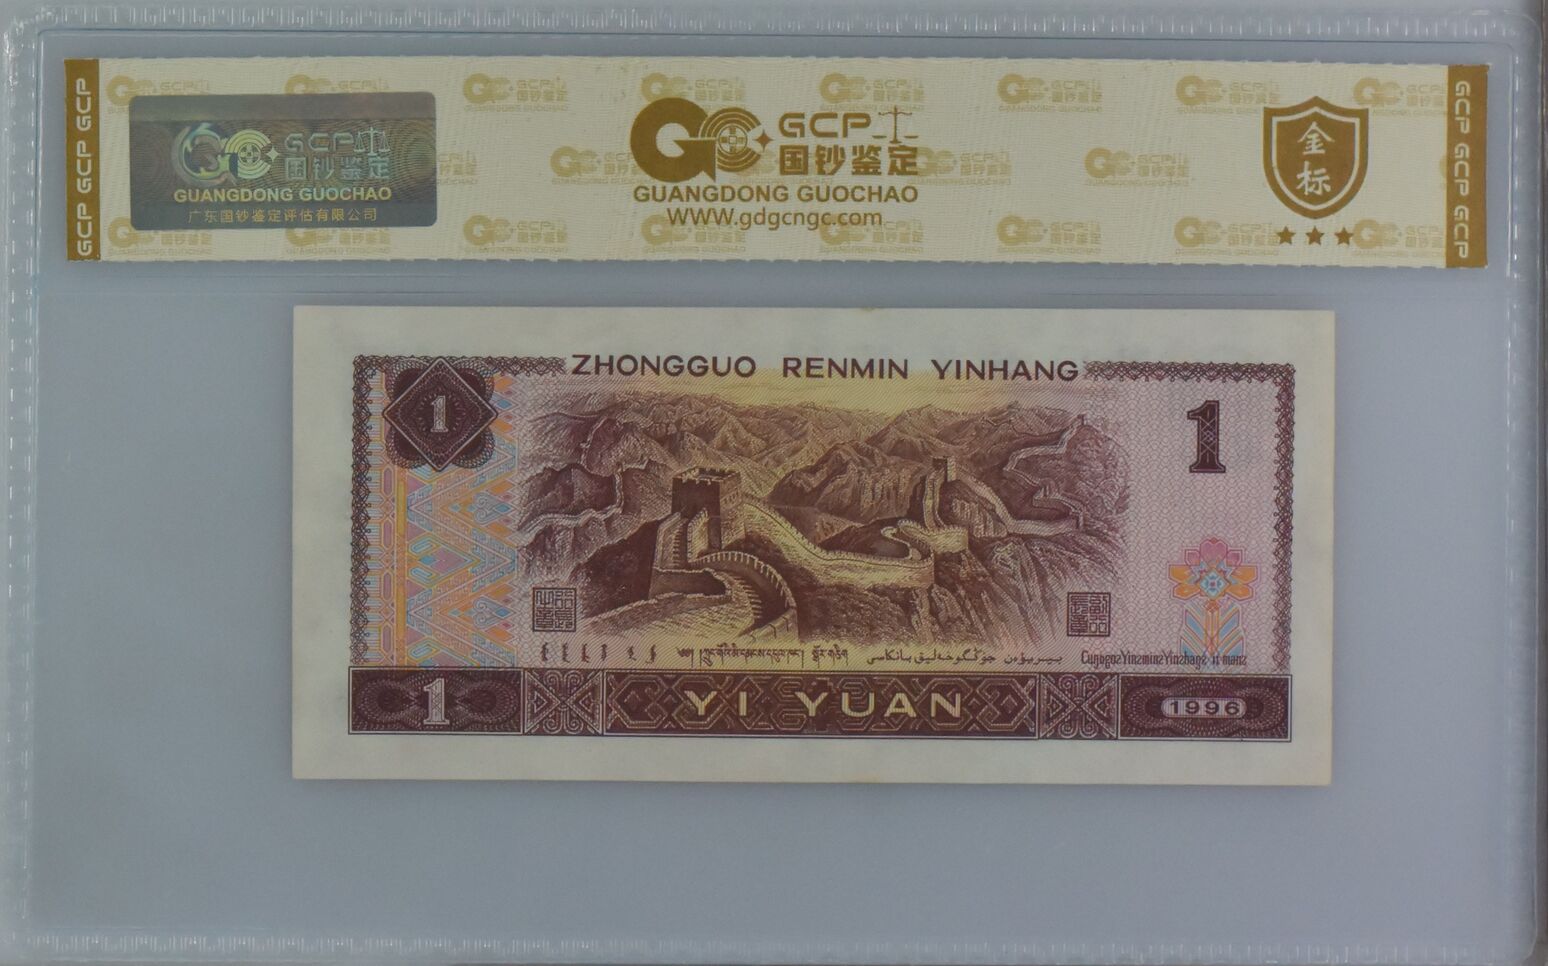 GCP GCP GCP
GCP 国钞鉴定
GUANGDONG GUOCHAO
广东国钞鉴定评估有限公司
GCP 国钞鉴定
GUANGDONG GUOCHAO
WWW.gdgcngc.com
金标
★★★
GCP GCP GCP
ZHONGGUO RENMIN YINHANG
1
1
1
YI YUAN
1996